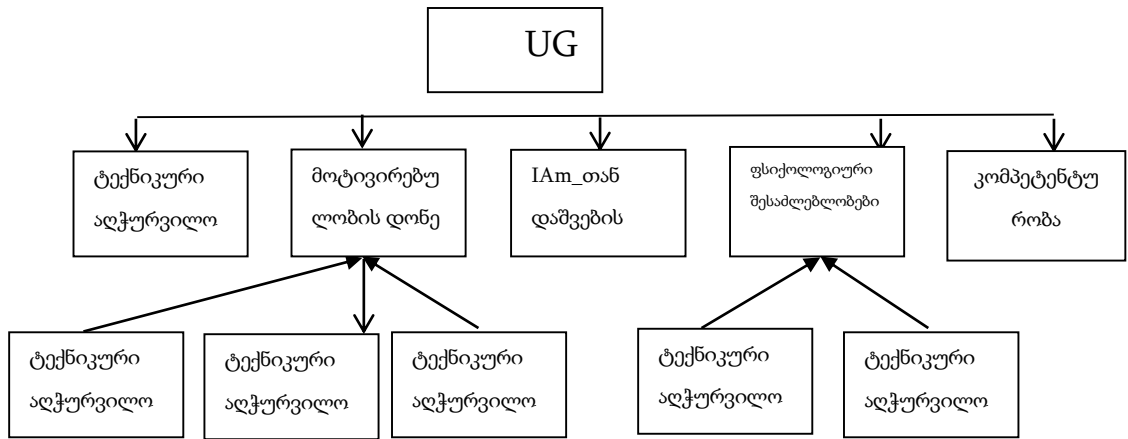 UG
ტექნიკური
აღჭურვილო
მოტივირებუ
ლობის დონე
IAm_თან
დაშვების
ფსიქოლოგიური
შესაძლებლობები
კომპეტენტუ
რობა
ტექნიკური
აღჭურვილო
ტექნიკური
აღჭურვილო
ტექნიკური
აღჭურვილო
ტექნიკური
აღჭურვილო
ტექნიკური
აღჭურვილო